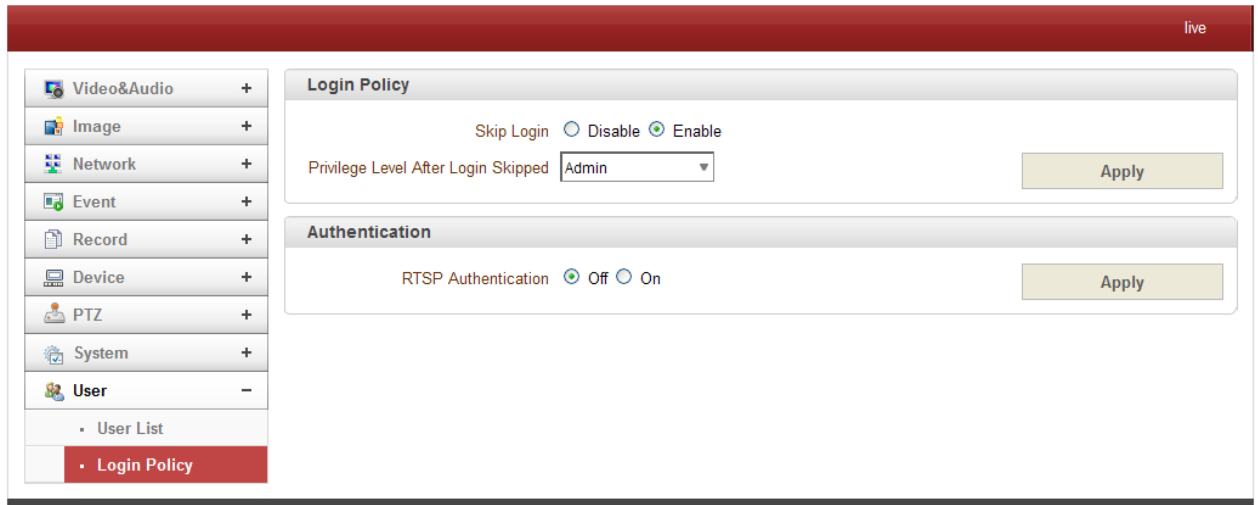 live
Video&Audio +
Image +
Network +
Event +
Record +
Device +
PTZ +
System +
User −
User List
Login Policy
Login Policy
Skip Login Disable Enable
Privilege Level After Login Skipped Admin
Apply
Authentication
RTSP Authentication Off On
Apply